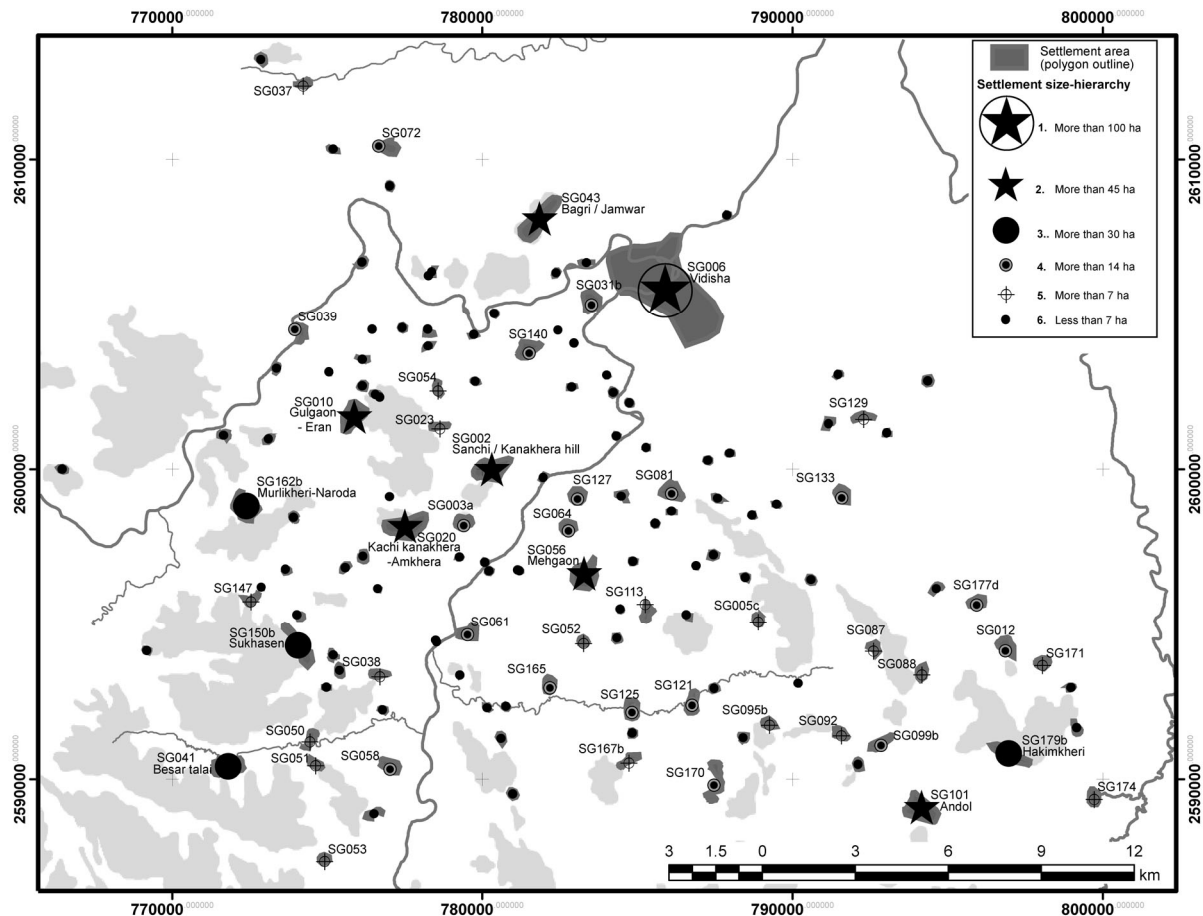 770000.000000
780000.000000
790000.000000
800000.000000
Settlement area
(polygon outline)
Settlement size-hierarchy
1. More than 100 ha
2. More than 45 ha
3.. More than 30 ha
4. More than 14 ha
5. More than 7 ha
6. Less than 7 ha
SG037
SG072
2610000.000000
2610000.000000
SG043
Bagri / Jamwar
SG006
Vidisha
SG031b
SG039
SG140
SG054
SG010
Gulgaon
- Eran
SG023
SG129
SG002
Sanchi / Kanakhera hill
2600000.000000
2600000.000000
SG162b
Murlikheri-Naroda
SG127
SG081
SG133
SG003a
SG064
SG020
Kachi kanakhera
-Amkhera
SG056
Mehgaon
SG147
SG113
SG005c
SG177d
SG150b
Sukhasen
SG061
SG052
SG087
SG012
SG088
SG171
SG038
SG165
SG125
SG121
SG095b
SG092
SG099b
SG179b
Hakimkheri
SG050
SG041
Besar talai
SG051
SG058
SG167b
SG170
2590000.000000
2590000.000000
SG101
Andol
SG174
SG053
3 1.5 0 3 6 9 12
km
770000
780000
790000
800000